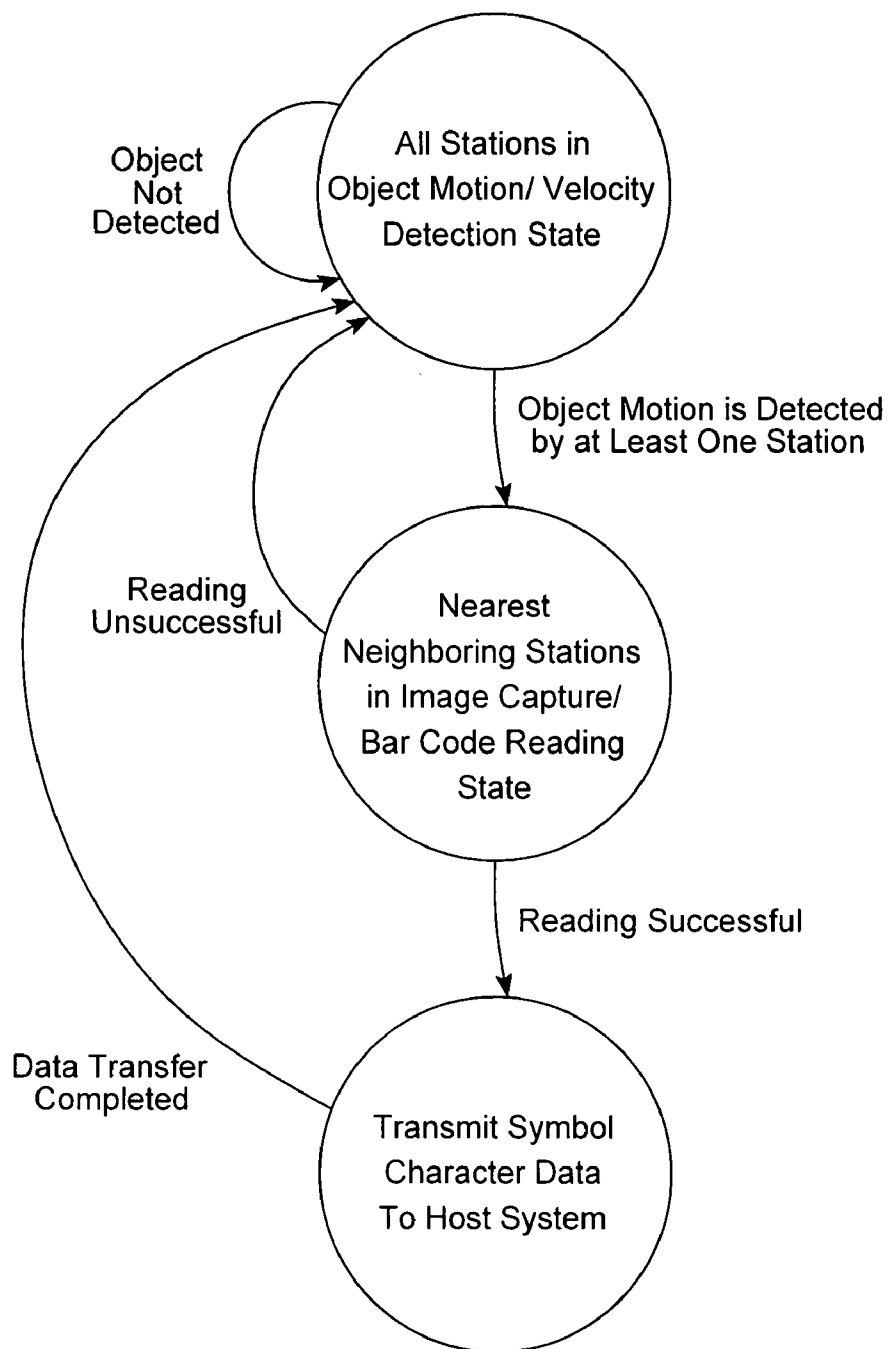 All Stations in
Object Motion/ Velocity
Detection State
Object
Not
Detected
Object Motion is Detected
by at Least One Station
Nearest
Neighboring Stations
in Image Capture/
Bar Code Reading
State
Reading
Unsuccessful
Reading Successful
Data Transfer
Completed
Transmit Symbol
Character Data
To Host System